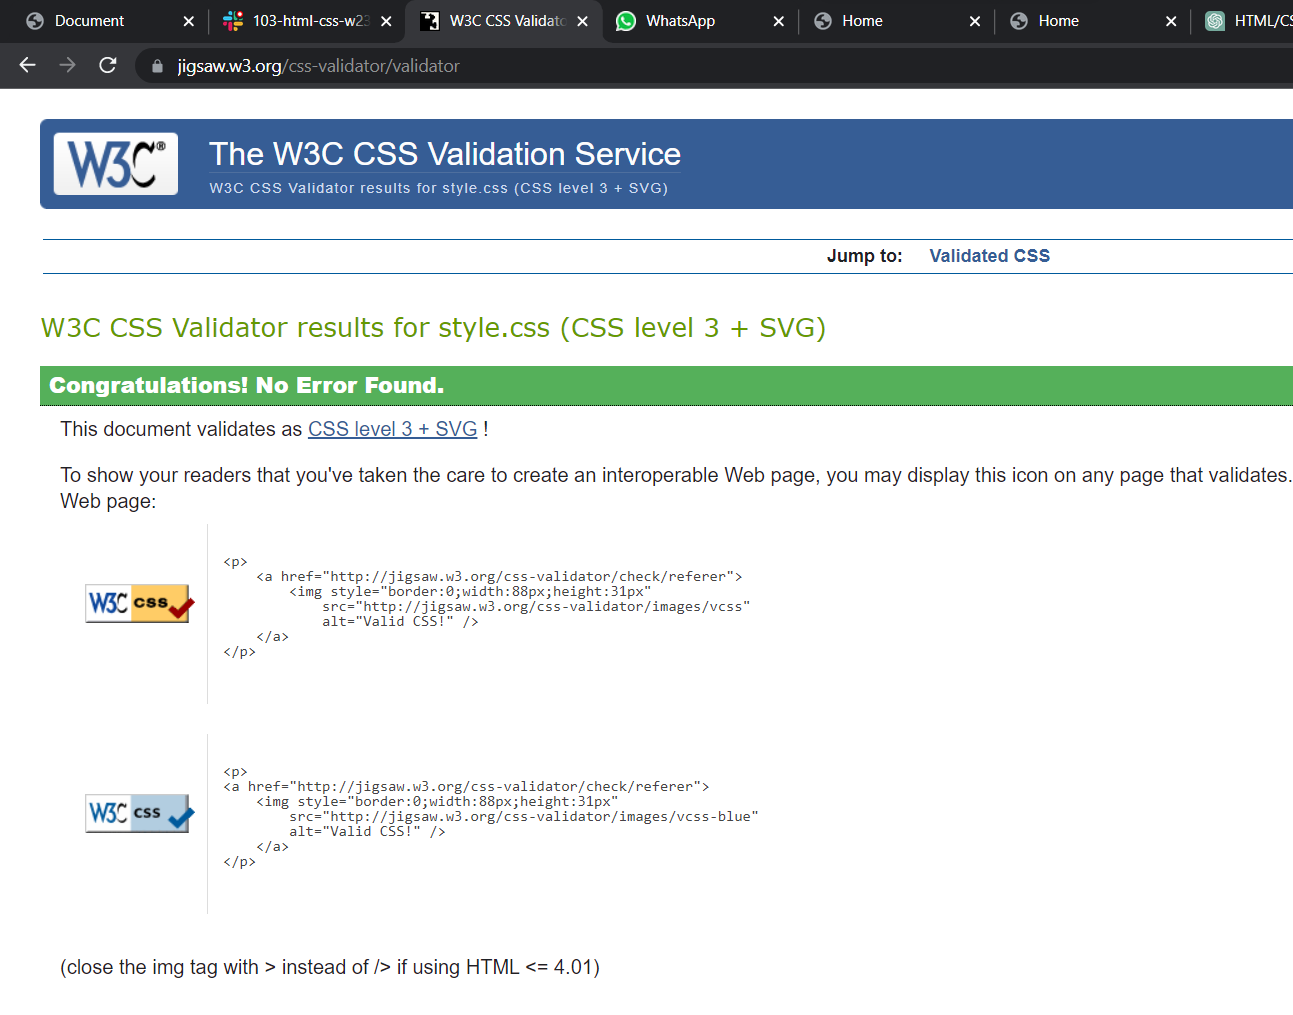 Document
103-html-css-w23
W3C CSS Validato
WhatsApp
Home
Home
HTML/CS
jigsaw.w3.org/css-validator/validator
W3C®
The W3C CSS Validation Service
W3C CSS Validator results for style.css (CSS level 3 + SVG)
Jump to: Validated CSS
W3C CSS Validator results for style.css (CSS level 3 + SVG)
Congratulations! No Error Found.
This document validates as CSS level 3 + SVG !
To show your readers that you've taken the care to create an interoperable Web page, you may display this icon on any page that validates.
Web page:
W3C css
<p>
<a href="http://jigsaw.w3.org/css-validator/check/referer">
<img style="border:0;width:88px;height:31px"
src="http://jigsaw.w3.org/css-validator/images/vcss"
alt="Valid CSS!" />
</a>
</p>
W3C css
<p>
<a href="http://jigsaw.w3.org/css-validator/check/referer">
<img style="border:0;width:88px;height:31px"
src="http://jigsaw.w3.org/css-validator/images/vcss-blue"
alt="Valid CSS!" />
</a>
</p>
(close the img tag with > instead of /> if using HTML <= 4.01)